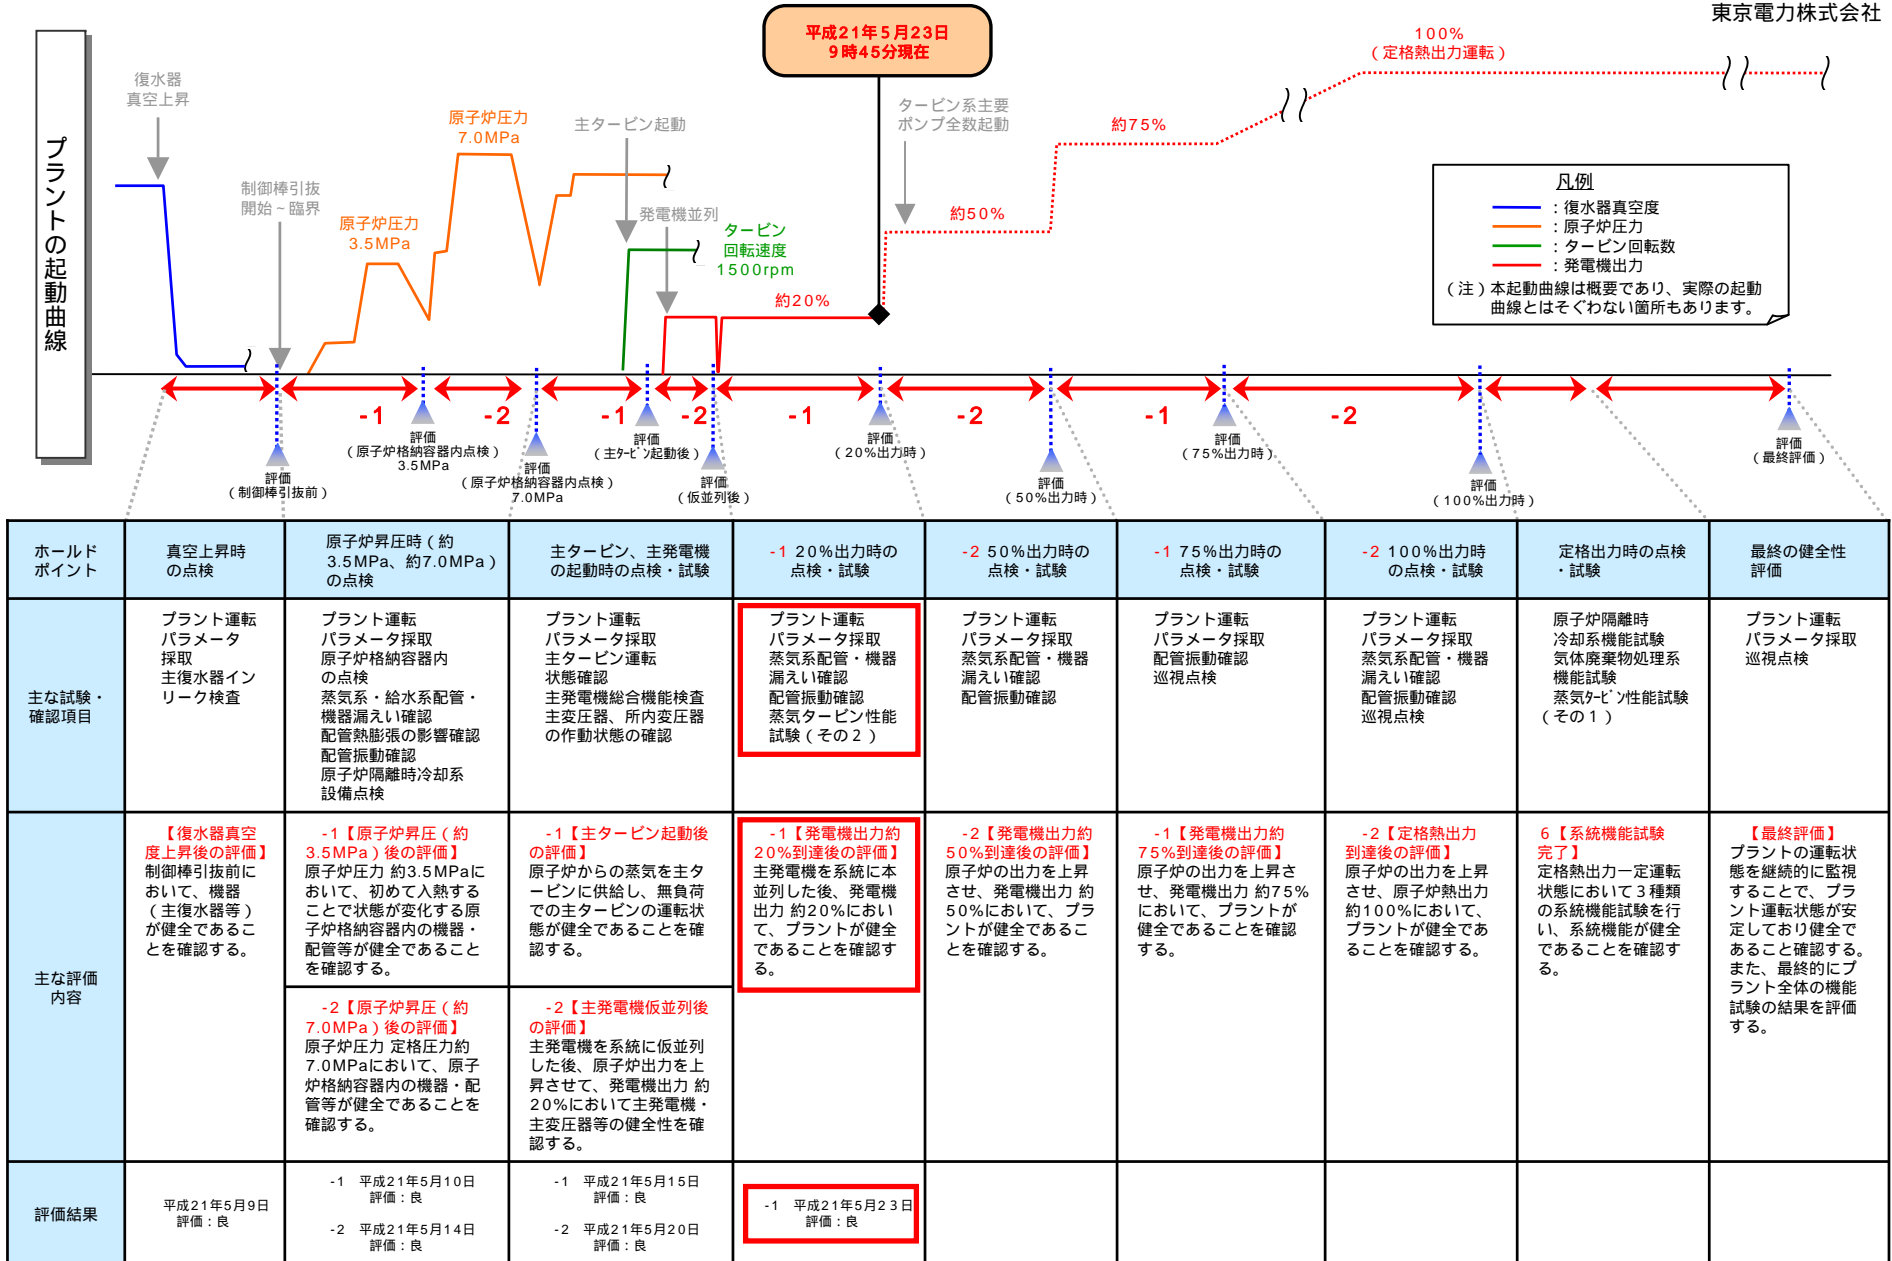 東京電力株式会社
平成21年5月23日
9時45分現在
プラントの起動曲線
復水器
真空上昇
制御棒引抜
開始~臨界
原子炉圧力
3.5MPa
原子炉圧力
7.0MPa
主タービン起動
発電機並列
タービン
回転速度
1500rpm
約20%
タービン系主要
ポンプ全数起動
約50%
約75%
100%
(定格熱出力運転)
凡例
:復水器真空度
:原子炉圧力
:タービン回転数
:発電機出力
(注)本起動曲線は概要であり、実際の起動
曲線とはそぐわない箇所もあります。
-1
-2
-1
-2
-1
-2
-1
-2
評価
(制御棒引抜前)
評価
(原子炉格納容器内点検)
3.5MPa
評価
(原子炉格納容器内点検)
7.0MPa
評価
(主タービン起動後)
評価
(仮並列後)
評価
(20%出力時)
評価
(50%出力時)
評価
(75%出力時)
評価
(100%出力時)
評価
(最終評価)
ホールド
ポイント
真空上昇時
の点検
原子炉昇圧時(約
3.5MPa、約7.0MPa)
の点検
主タービン、主発電機
の起動時の点検・試験
-1 20%出力時の
点検・試験
-2 50%出力時の
点検・試験
-1 75%出力時の
点検・試験
-2 100%出力時
の点検・試験
定格出力時の点検
・試験
最終の健全性
評価
主な試験・
確認項目
プラント運転
パラメータ
採取
主復水器イン
リーク検査
プラント運転
パラメータ採取
原子炉格納容器内
の点検
蒸気系・給水系配管・
機器漏えい確認
配管熱膨張の影響確認
配管振動確認
原子炉隔離時冷却系
設備点検
プラント運転
パラメータ採取
主タービン運転
状態確認
主発電機総合機能検査
主変圧器、所内変圧器
の作動状態の確認
プラント運転
パラメータ採取
蒸気系配管・機器
漏えい確認
配管振動確認
蒸気タービン性能
試験(その2)
プラント運転
パラメータ採取
蒸気系配管・機器
漏えい確認
配管振動確認
プラント運転
パラメータ採取
配管振動確認
巡視点検
プラント運転
パラメータ採取
蒸気系配管・機器
漏えい確認
配管振動確認
巡視点検
原子炉隔離時
冷却系機能試験
気体廃棄物処理系
機能試験
蒸気タービン性能試験
(その1)
プラント運転
パラメータ採取
巡視点検
主な評価
内容
【復水器真空
度上昇後の評価】
制御棒引抜前に
おいて、機器
(主復水器等)
が健全であるこ
とを確認する。
-1【原子炉昇圧(約
3.5MPa)後の評価】
原子炉圧力 約3.5MPaに
おいて、初めて入熱する
ことで状態が変化する原
子炉格納容器内の機器・
配管等が健全であること
を確認する。
-2【原子炉昇圧(約
7.0MPa)後の評価】
原子炉圧力 定格圧力約
7.0MPaにおいて、原子
炉格納容器内の機器・配
管等が健全であることを
確認する。
-1【主タービン起動後
の評価】
原子炉からの蒸気を主タ
ービンに供給し、無負荷
での主タービンの運転状
態が健全であることを確
認する。
-2【主発電機仮並列後
の評価】
主発電機を系統に仮並列
した後、原子炉出力を上
昇させて、発電機出力 約
20%において主発電機・
主変圧器等の健全性を確
認する。
-1【発電機出力約
20%到達後の評価】
主発電機を系統に本
並列した後、発電機
出力 約20%におい
て、プラントが健全
であることを確認す
る。
-2【発電機出力約
50%到達後の評価】
原子炉の出力を上昇
させ、発電機出力 約
50%において、プラ
ントが健全であるこ
とを確認する。
-1【発電機出力約
75%到達後の評価】
原子炉の出力を上昇さ
せ、発電機出力 約75%
において、プラントが
健全であることを確認
する。
-2【定格熱出力
到達後の評価】
原子炉の出力を上昇
させ、原子炉熱出力
約100%において、
プラントが健全であ
ることを確認する。
6【系統機能試験
完了】
定格熱出力一定運転
状態において3種類
の系統機能試験を行
い、系統機能が健全
であることを確認す
る。
【最終評価】
プラントの運転状
態を継続的に監視
することで、プラ
ント運転状態が安
定しており健全で
あること確認する。
また、最終的にプ
ラント全体の機能
試験の結果を評価
する。
評価結果
平成21年5月9日
評価:良
-1 平成21年5月10日
評価:良
-2 平成21年5月14日
評価:良
-1 平成21年5月15日
評価:良
-2 平成21年5月20日
評価:良
-1 平成21年5月23日
評価:良